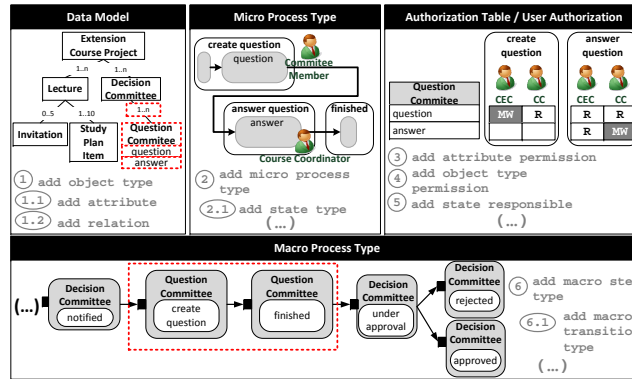 Data Model
Extension
Course Project
1..n
1..n
Lecture
Decision
Committee
0..5
1..10
1..n
Invitation
Study
Plan
Item
Question
Commitee
question
answer
1 add object type
1.1 add attribute
1.2 add relation
Micro Process Type
create question
question
Commitee
Member
answer question
finished
answer
Course Coordinator
2 add micro process
type
2.1 add state type
(...)
Authorization Table / User Authorization
create
question
answer
question
Question
Commitee
CEC
CC
CEC
CC
question
MW
R
R
R
answer
R
MW
3 add attribute permission
4 add object type
permission
5 add state responsible
(...)
Macro Process Type
(...)
Decision
Committee
notified
Question
Committee
create
question
Question
Committee
finished
Decision
Committee
under
approval
Decision
Committee
rejected
Decision
Committee
approved
6 add macro ste
type
6.1 add macro
transition
type
(...)